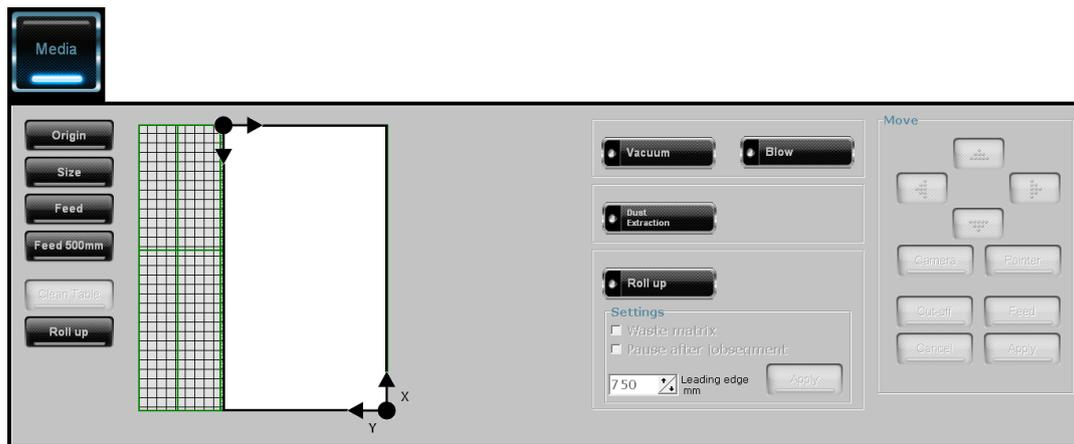 Media
Origin
Size
Feed
Feed 500mm
Clean Table
Roll up
X
Y
Vacuum
Blow
Dust
Extraction
Roll up
Settings
Waste matrix
Pause after jobseqment
750
Leading edge
mm
Apply
Move
Camera
Pointer
Cut-off
Feed
Cancel
Apply